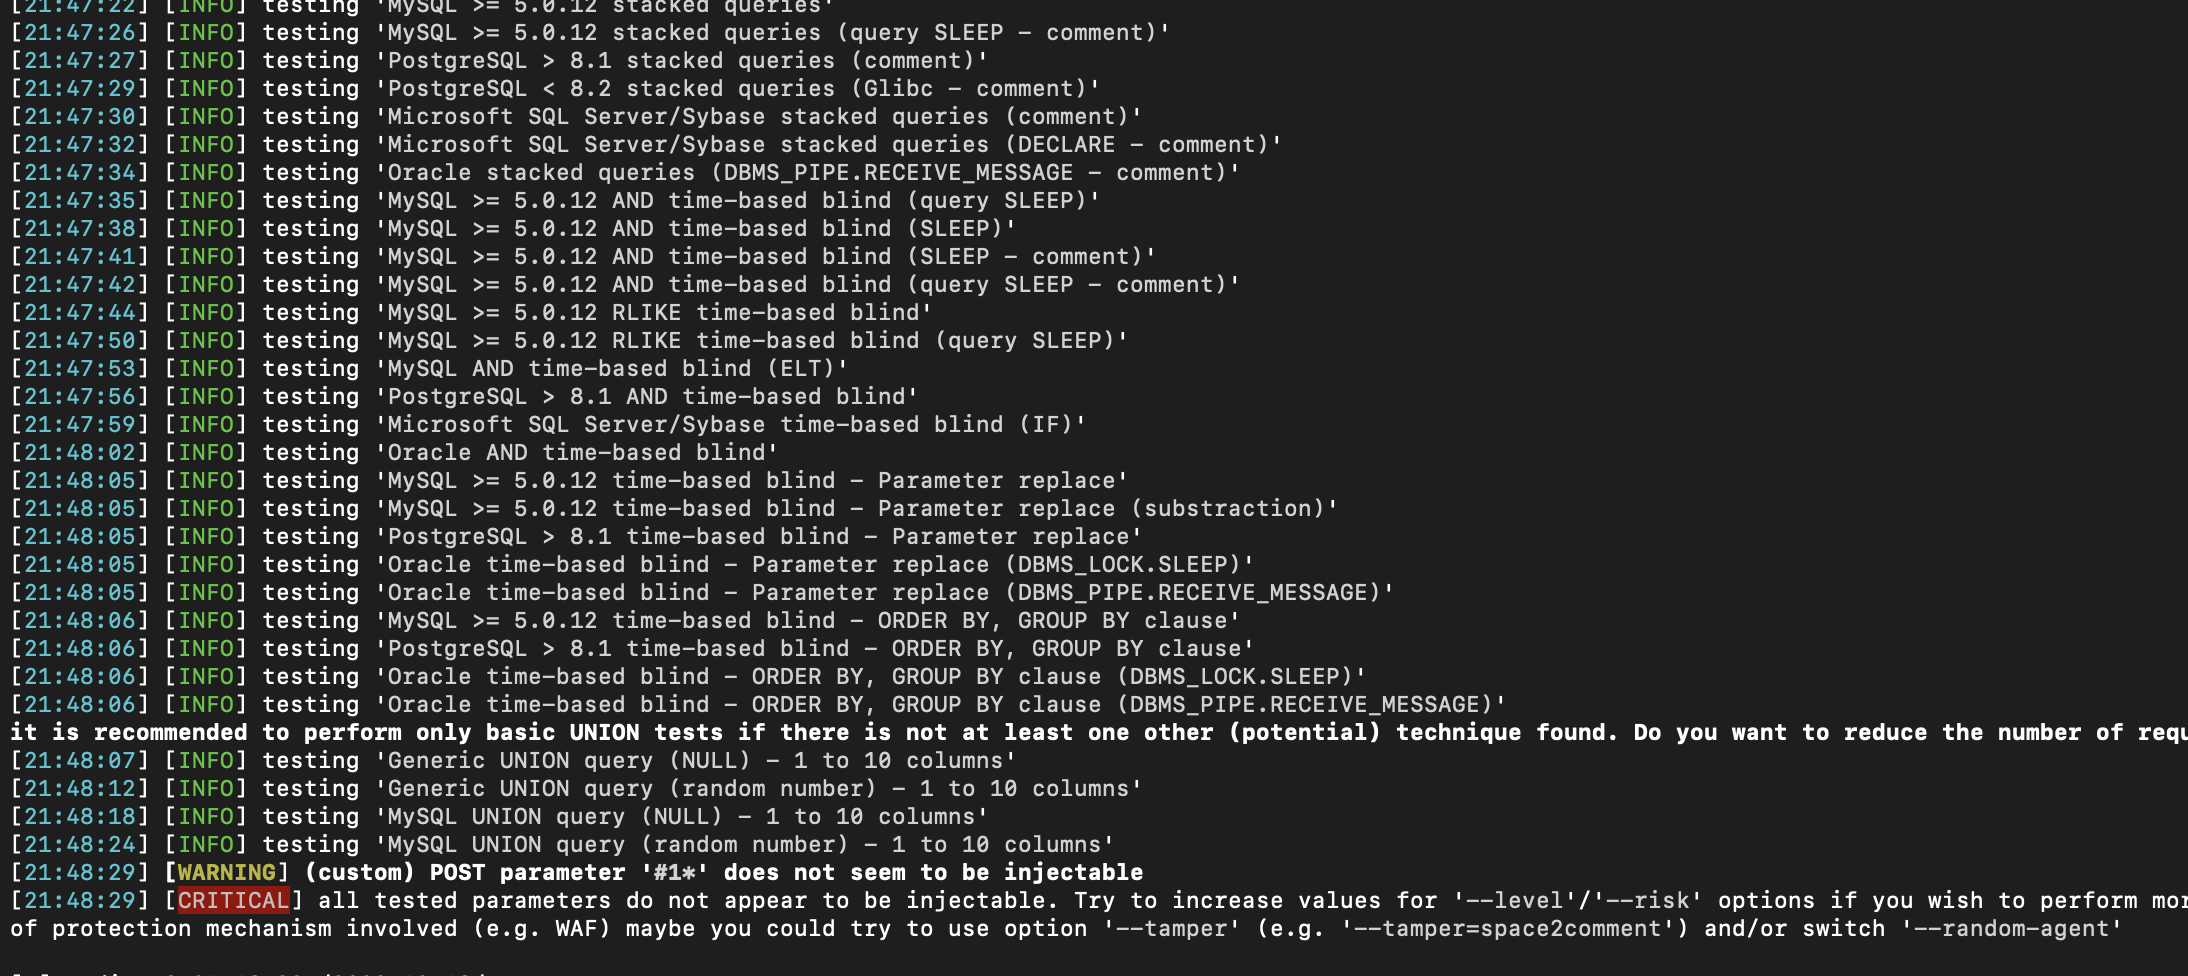 [21:47:22] [INFO] testing 'MySQL >= 5.0.12 stacked queries'
[21:47:26] [INFO] testing 'MySQL >= 5.0.12 stacked queries (query SLEEP - comment)'
[21:47:27] [INFO] testing 'PostgreSQL > 8.1 stacked queries (comment)'
[21:47:29] [INFO] testing 'PostgreSQL < 8.2 stacked queries (Glibc - comment)'
[21:47:30] [INFO] testing 'Microsoft SQL Server/Sybase stacked queries (comment)'
[21:47:32] [INFO] testing 'Microsoft SQL Server/Sybase stacked queries (DECLARE - comment)'
[21:47:34] [INFO] testing 'Oracle stacked queries (DBMS_PIPE.RECEIVE_MESSAGE - comment)'
[21:47:35] [INFO] testing 'MySQL >= 5.0.12 AND time-based blind (query SLEEP)'
[21:47:38] [INFO] testing 'MySQL >= 5.0.12 AND time-based blind (SLEEP)'
[21:47:41] [INFO] testing 'MySQL >= 5.0.12 AND time-based blind (SLEEP - comment)'
[21:47:42] [INFO] testing 'MySQL >= 5.0.12 AND time-based blind (query SLEEP - comment)'
[21:47:44] [INFO] testing 'MySQL >= 5.0.12 RLIKE time-based blind'
[21:47:50] [INFO] testing 'MySQL >= 5.0.12 RLIKE time-based blind (query SLEEP)'
[21:47:53] [INFO] testing 'MySQL AND time-based blind (ELT)'
[21:47:56] [INFO] testing 'PostgreSQL > 8.1 AND time-based blind'
[21:47:59] [INFO] testing 'Microsoft SQL Server/Sybase time-based blind (IF)'
[21:48:02] [INFO] testing 'Oracle AND time-based blind'
[21:48:05] [INFO] testing 'MySQL >= 5.0.12 time-based blind - Parameter replace'
[21:48:05] [INFO] testing 'MySQL >= 5.0.12 time-based blind - Parameter replace (substraction)'
[21:48:05] [INFO] testing 'PostgreSQL > 8.1 time-based blind - Parameter replace'
[21:48:05] [INFO] testing 'Oracle time-based blind - Parameter replace (DBMS_LOCK.SLEEP)'
[21:48:05] [INFO] testing 'Oracle time-based blind - Parameter replace (DBMS_PIPE.RECEIVE_MESSAGE)'
[21:48:06] [INFO] testing 'MySQL >= 5.0.12 time-based blind - ORDER BY, GROUP BY clause'
[21:48:06] [INFO] testing 'PostgreSQL > 8.1 time-based blind - ORDER BY, GROUP BY clause'
[21:48:06] [INFO] testing 'Oracle time-based blind - ORDER BY, GROUP BY clause (DBMS_LOCK.SLEEP)'
[21:48:06] [INFO] testing 'Oracle time-based blind - ORDER BY, GROUP BY clause (DBMS_PIPE.RECEIVE_MESSAGE)'
it is recommended to perform only basic UNION tests if there is not at least one other (potential) technique found. Do you want to reduce the number of requ
[21:48:07] [INFO] testing 'Generic UNION query (NULL) - 1 to 10 columns'
[21:48:12] [INFO] testing 'Generic UNION query (random number) - 1 to 10 columns'
[21:48:18] [INFO] testing 'MySQL UNION query (NULL) - 1 to 10 columns'
[21:48:24] [INFO] testing 'MySQL UNION query (random number) - 1 to 10 columns'
[21:48:29] [WARNING] (custom) POST parameter '#1*' does not seem to be injectable
[21:48:29] [CRITICAL] all tested parameters do not appear to be injectable. Try to increase values for '--level'/'--risk' options if you wish to perform mor
of protection mechanism involved (e.g. WAF) maybe you could try to use option '--tamper' (e.g. '--tamper=space2comment') and/or switch '--random-agent'